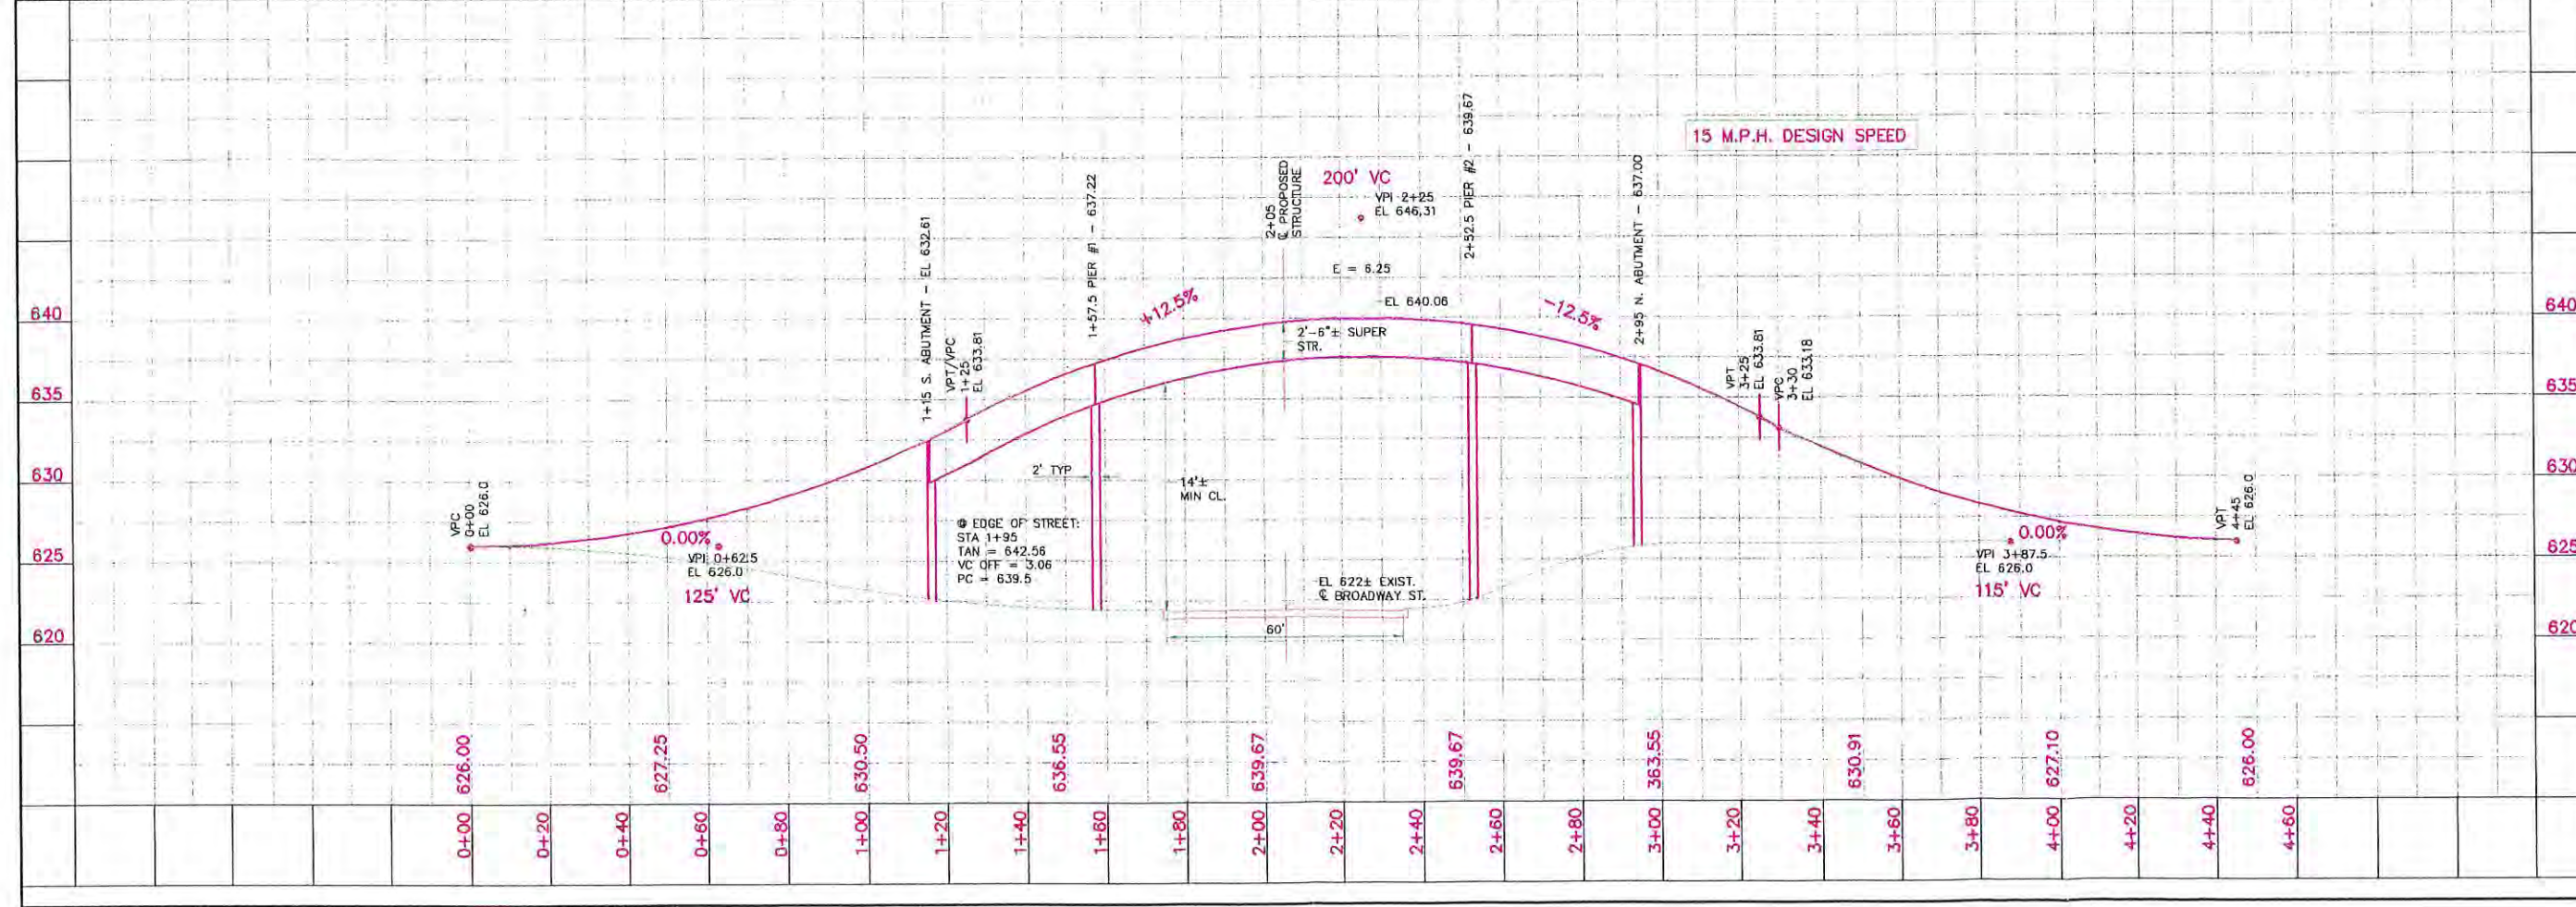 15 M.P.H. DESIGN SPEED
200' VC
VPI 2+25
EL 646.31
2+05
℄ PROPOSED
STRUCTURE
2+52.5 PIER #2 - 639.67
1+57.5 PIER #1 - 637.22
2+95 N. ABUTMENT - 637.00
1+15 S. ABUTMENT - EL 632.61
E = 6.25
EL 640.06
+12.5%
-12.5%
2'-6"± SUPER
STR.
VPT/VPC
1+25
EL 633.81
VPT
3+25
EL 633.81
VPC
3+30
EL 633.18
640
635
630
625
620
640
635
630
625
620
2' TYP
14'±
MIN CL.
VPC
0+00
EL 626.0
0.00%
VPI 0+62.5
EL 626.0
125' VC
@ EDGE OF STREET:
STA 1+95
TAN = 642.56
VC OFF = 3.06
PC = 639.5
EL 622± EXIST.
℄ BROADWAY ST.
60'
VPT
4+45
EL 626.0
0.00%
VPI 3+87.5
EL 626.0
115' VC
626.00
627.25
630.50
636.55
639.67
639.67
363.55
630.91
627.10
626.00
0+00
0+20
0+40
0+60
0+80
1+00
1+20
1+40
1+60
1+80
2+00
2+20
2+40
2+60
2+80
3+00
3+20
3+40
3+60
3+80
4+00
4+20
4+40
4+60